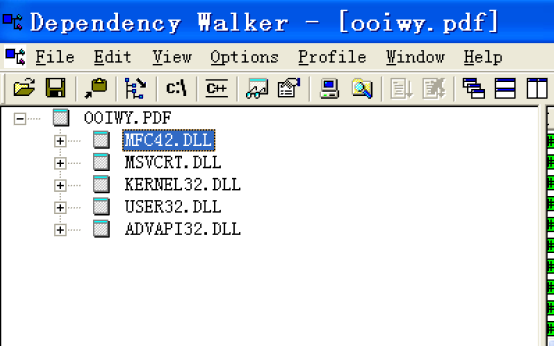 Dependency Walker - [ooiwy.pdf]
File Edit View Options Profile Window Help
c:\ C++
OOIWY.PDF
MFC42.DLL
MSVCRT.DLL
KERNEL32.DLL
USER32.DLL
ADVAPI32.DLL